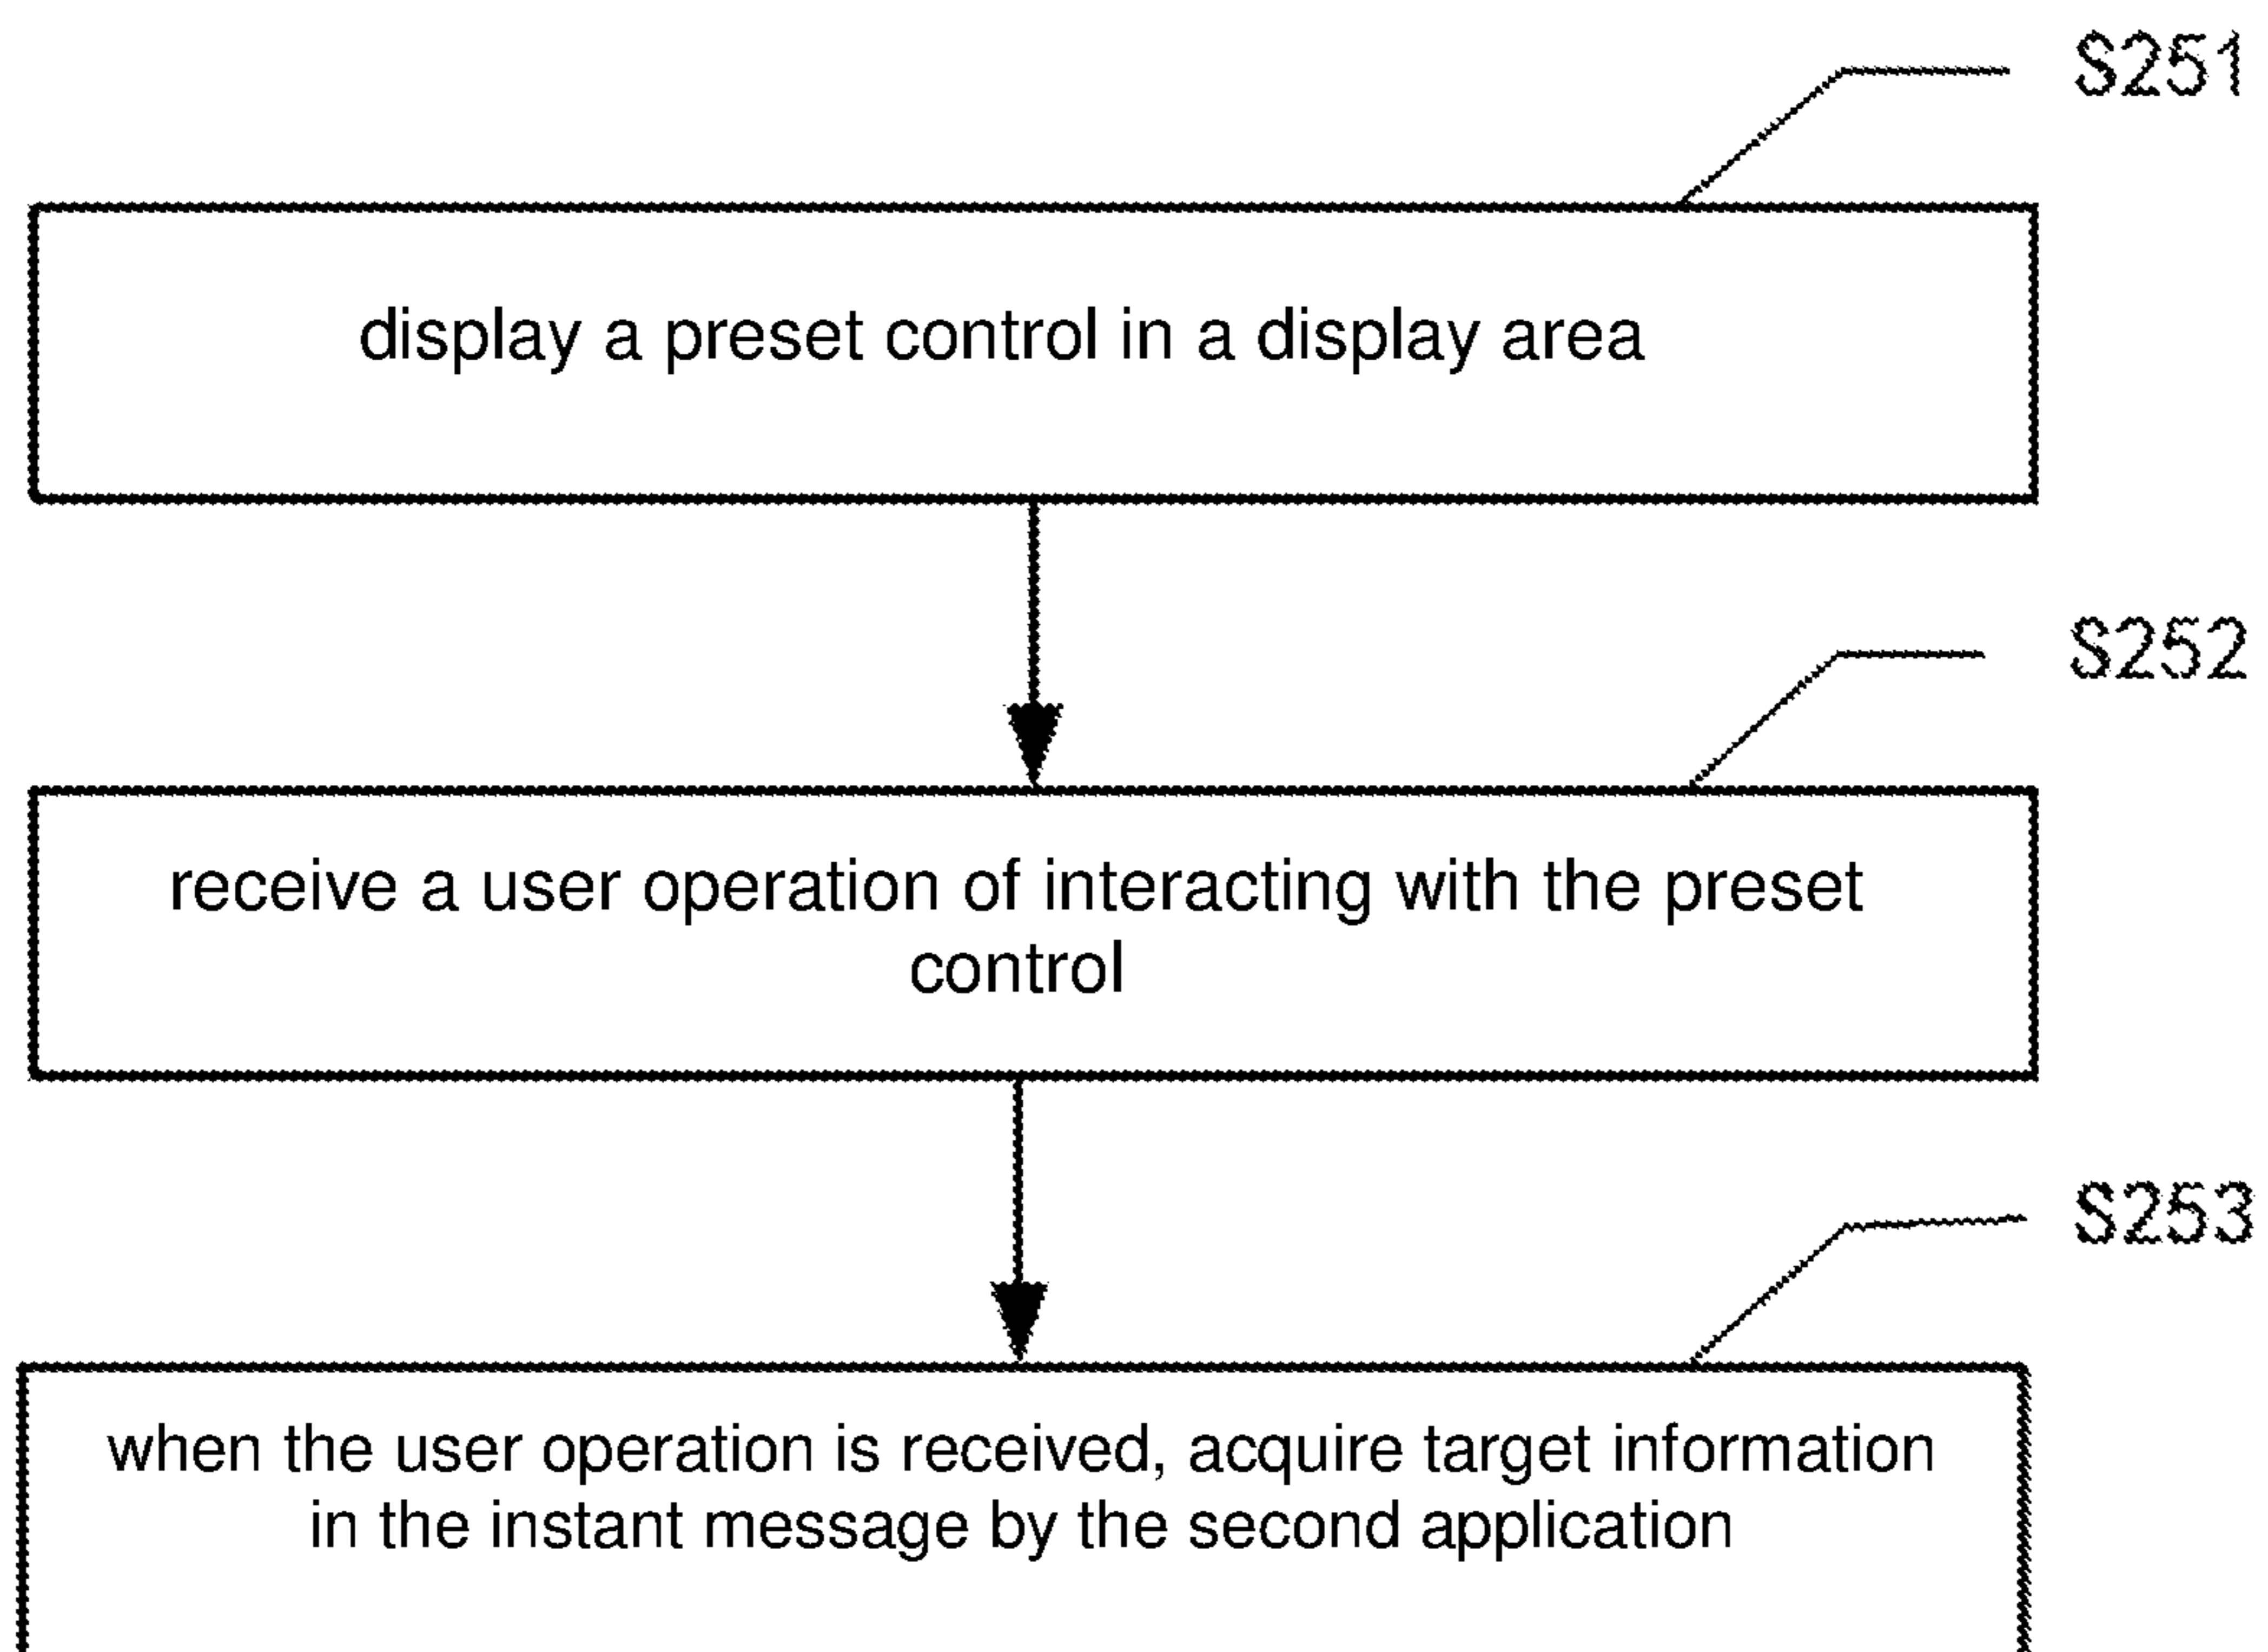 S251
display a preset control in a display area
S252
receive a user operation of interacting with the preset
control
S253
when the user operation is received, acquire target information
in the instant message by the second application